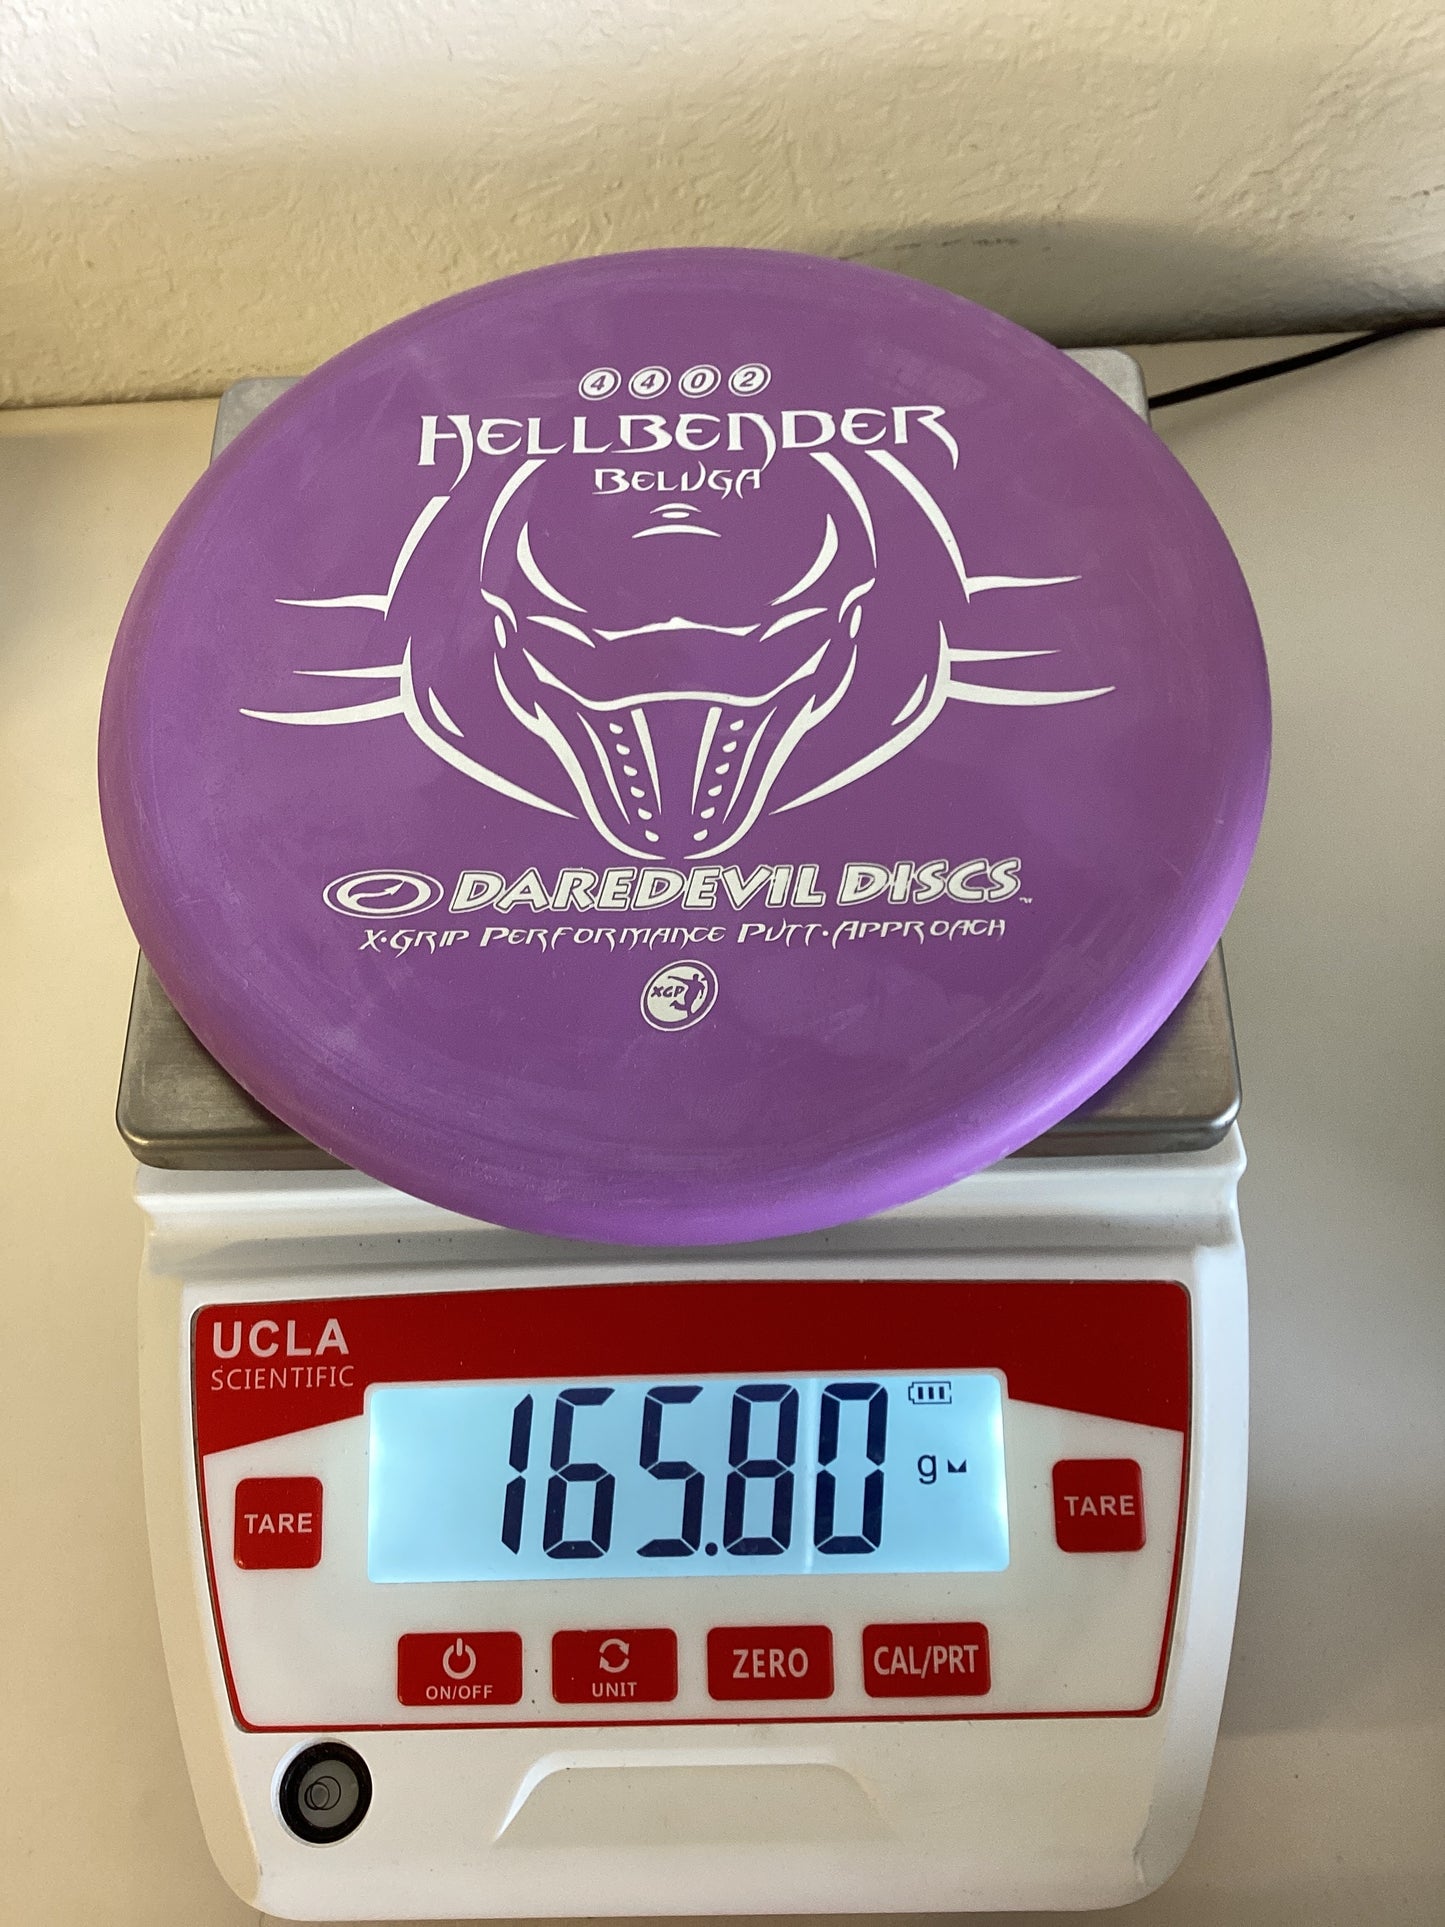 4 4 0 2
HELLBENDER
BELUGA
DAREDEVIL DISCS™
X•GRIP PERFORMANCE PUTT•APPROACH
XGP
UCLA
SCIENTIFIC
165.80 g
TARE
TARE
ON/OFF
UNIT
ZERO
CAL/PRT